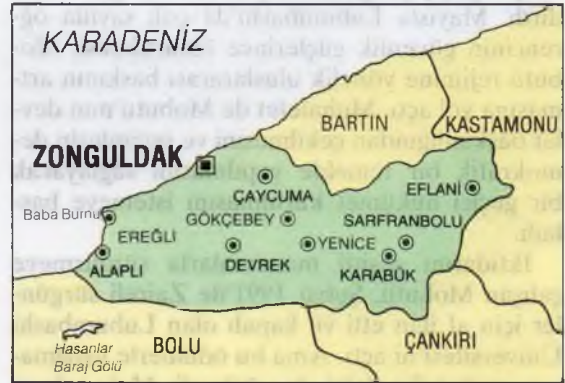 KARADENİZ
BARTIN
KASTAMONU
ZONGULDAK
ÇAYCUMA
EFLANİ
Baba Burnu
GÖKÇEBEY
SARFRANBOLU
EREĞLİ
YENİCE
ALAPLI
DEVREK
KARABÜK
BOLU
ÇANKIRI
Hasanlar
Baraj Gölü